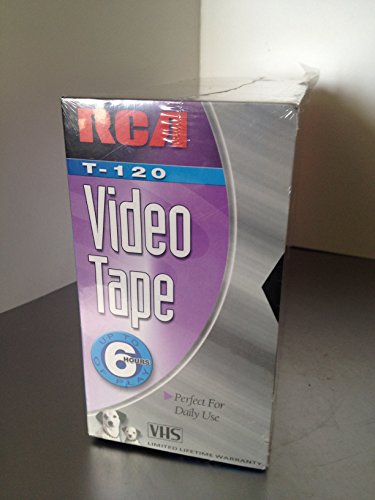 RCA
T-120
Video
Tape
UP TO
6
HOURS
OF PLAY
Perfect For
Daily Use
VHS
LIMITED LIFETIME WARRANTY